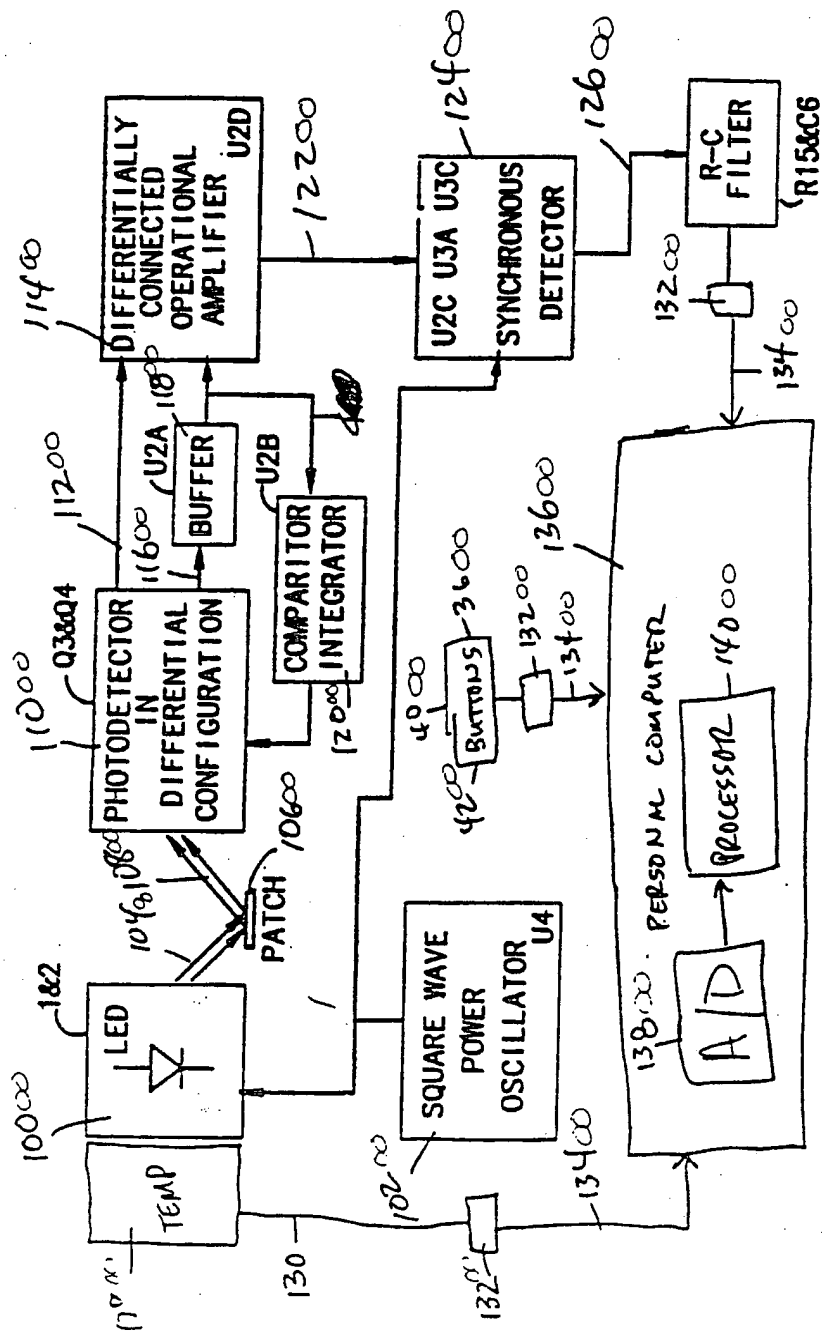 11400
DIFFERENTIALLY
CONNECTED
OPERATIONAL
AMPLIFIER
U2D
12200
U2C U3A U3C
12400
SYNCHRONOUS
DETECTOR
12600
R-C
FILTER
R15&C6
13200
13400
11200
11600
U2A
11800
BUFFER
U2B
COMPARITOR
INTEGRATOR
12000
11000
Q3&Q4
PHOTODETECTOR
IN
DIFFERENTIAL
CONFIGURATION
10800
10600
PATCH
1&2
LED
10000
TEMP
130
13400
10200
SQUARE WAVE
POWER
OSCILLATOR
U4
4000
4200
BUTTONS
3600
13200
13400
13600
PERSONAL COMPUTER
13800
A/D
PROCESSOR
14000